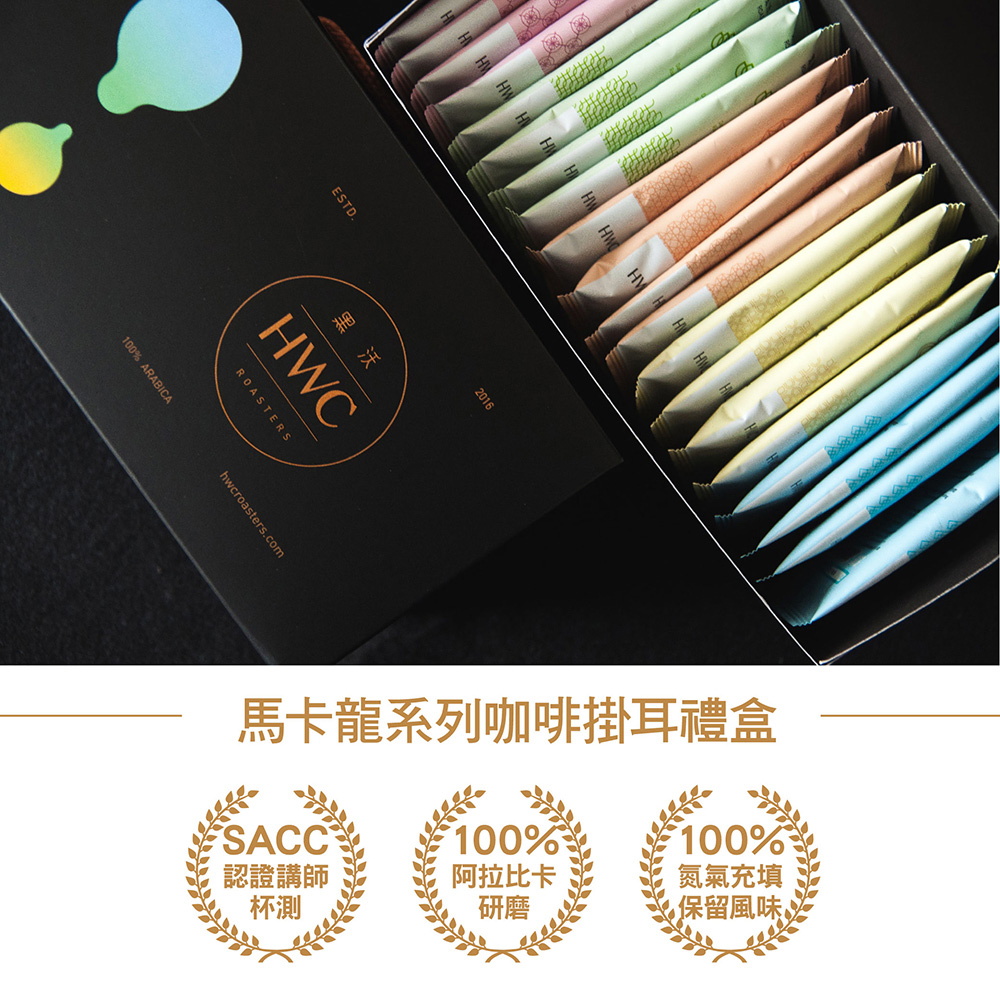 ESTD.
黑沃
HWC
ROASTERS
100% ARABICA
2016
hwcroasters.com
馬卡龍系列咖啡掛耳禮盒
SACC
認證講師
杯測
100%
阿拉比卡
研磨
100%
氮氣充填
保留風味